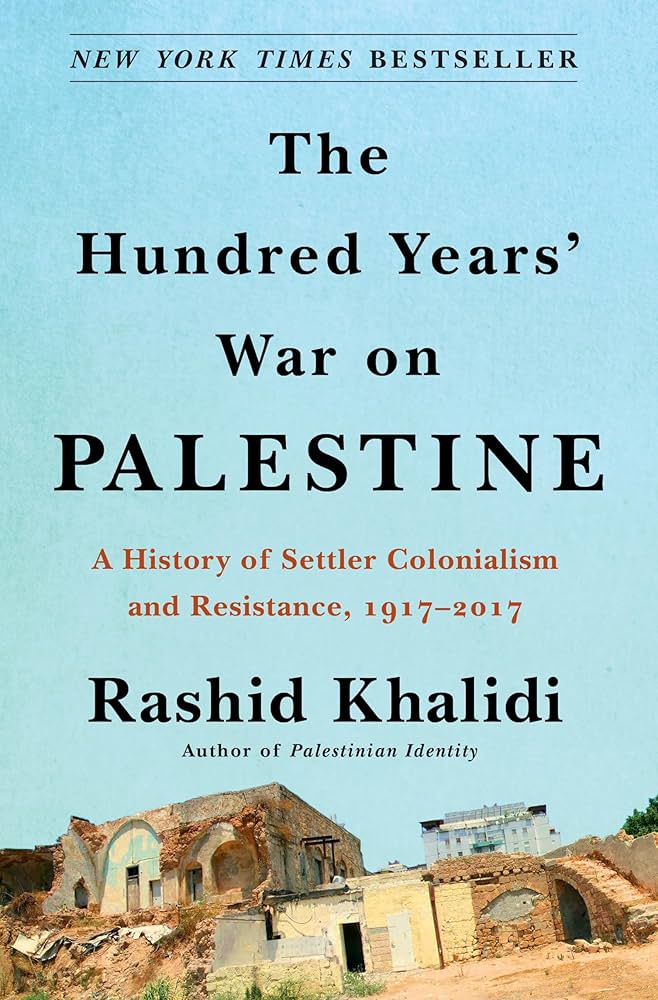 NEW YORK TIMES BESTSELLER
The
Hundred Years’
War on
PALESTINE
A History of Settler Colonialism
and Resistance, 1917–2017
Rashid Khalidi
Author of Palestinian Identity